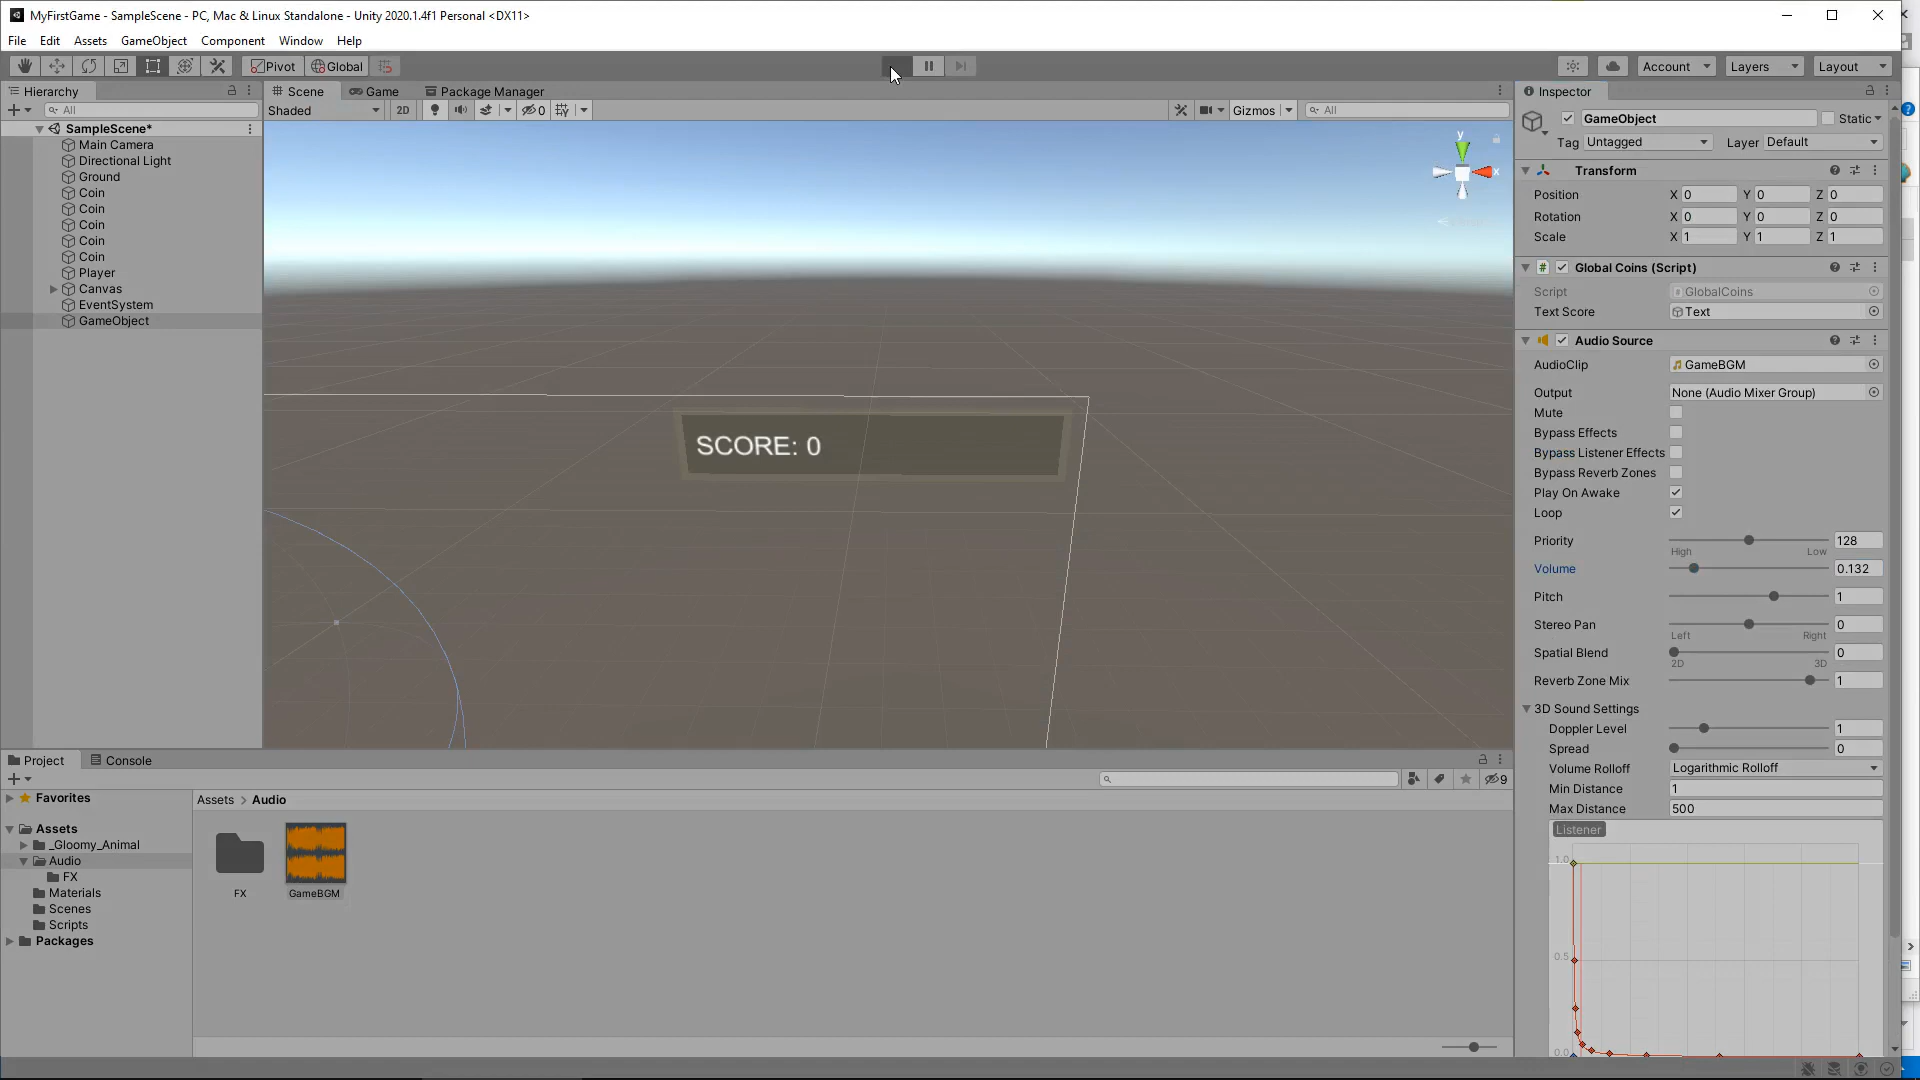 MyFirstGame - SampleScene - PC, Mac & Linux Standalone - Unity 2020.1.4f1 Personal <DX11>
File Edit Assets GameObject Component Window Help
Pivot Global Account Layers Layout
Hierarchy
All
SampleScene*
Main Camera
Directional Light
Ground
Coin
Coin
Coin
Coin
Coin
Player
Canvas
EventSystem
GameObject
Scene Game Package Manager
Shaded 2D 0 Gizmos All
y
x
SCORE: 0
Inspector
GameObject Static
Tag Untagged Layer Default
Transform
Position X 0 Y 0 Z 0
Rotation X 0 Y 0 Z 0
Scale X 1 Y 1 Z 1
Global Coins (Script)
Script GlobalCoins
Text Score Text
Audio Source
AudioClip GameBGM
Output None (Audio Mixer Group)
Mute
Bypass Effects
Bypass Listener Effects
Bypass Reverb Zones
Play On Awake
Loop
Priority 128
High Low
Volume 0.132
Pitch 1
Stereo Pan 0
Left Right
Spatial Blend 0
2D 3D
Reverb Zone Mix 1
3D Sound Settings
Doppler Level 1
Spread 0
Volume Rolloff Logarithmic Rolloff
Min Distance 1
Max Distance 500
Listener
1.0
0.5
0.0
Project Console
9
Favorites
Assets
_Gloomy_Animal
Audio
FX
Materials
Scenes
Scripts
Packages
Assets > Audio
FX
GameBGM